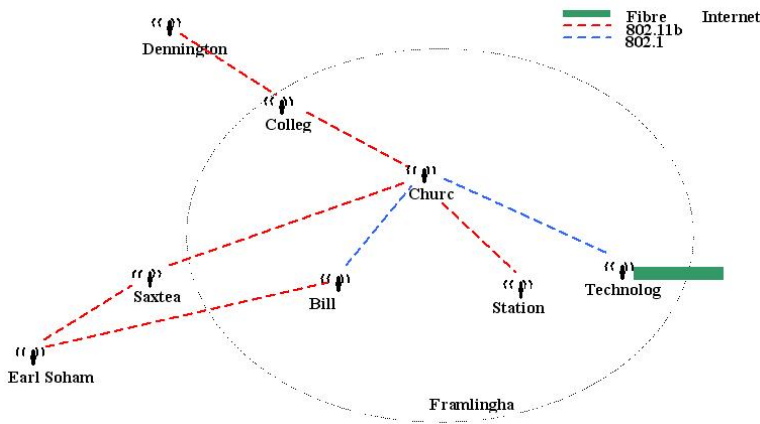 Fibre Internet
802.11b
802.1
Dennington
Colleg
Churc
Saxtea
Bill
Station
Technolog
Earl Soham
Framlingha